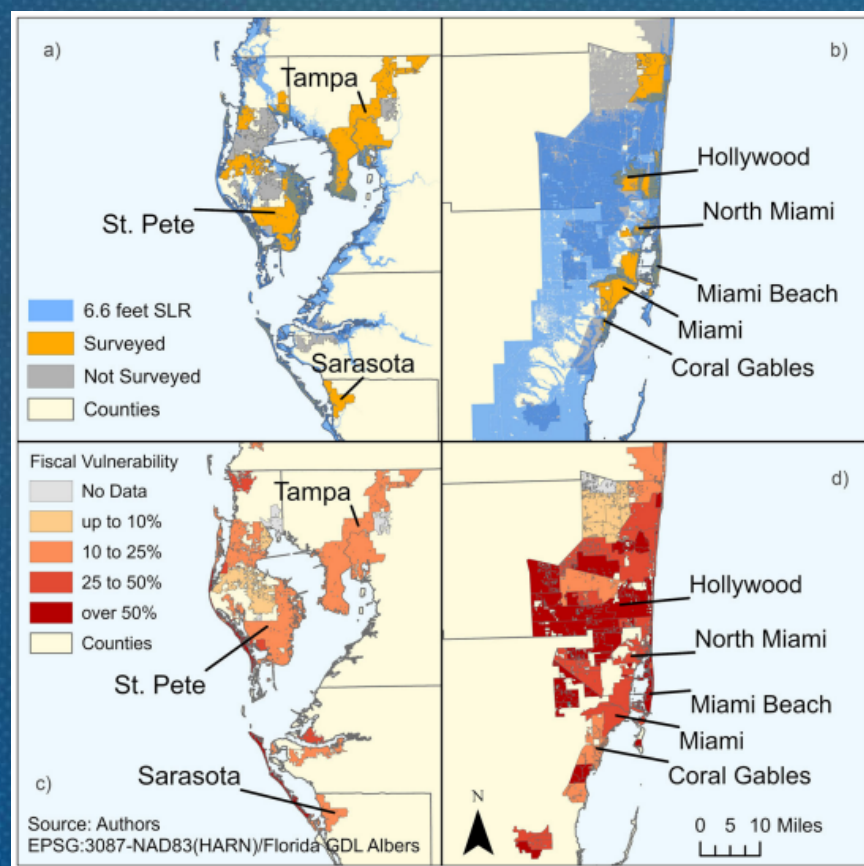 a)
Tampa
St. Pete
6.6 feet SLR
Surveyed
Not Surveyed
Counties
Sarasota
b)
Hollywood
North Miami
Miami Beach
Miami
Coral Gables
Fiscal Vulnerability
No Data
up to 10%
10 to 25%
25 to 50%
over 50%
Counties
Tampa
St. Pete
c)
Sarasota
Source: Authors
EPSG:3087-NAD83(HARN)/Florida GDL Albers
d)
Hollywood
North Miami
Miami Beach
Miami
Coral Gables
N
0 5 10 Miles